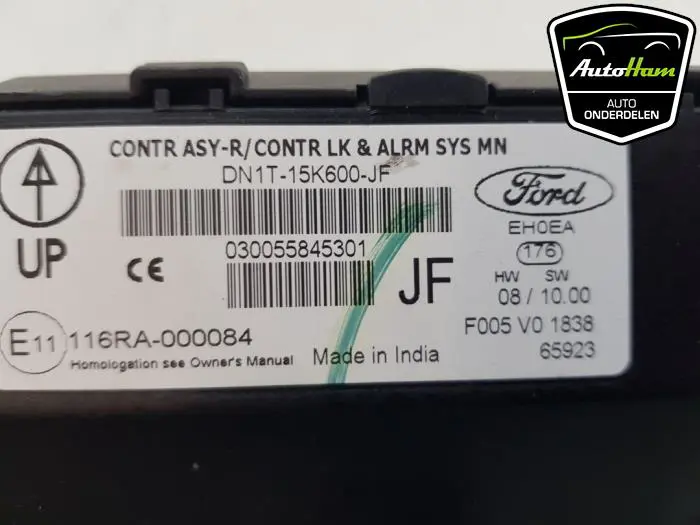 AutoHam
AUTO
ONDERDELEN
CONTR ASY-R/CONTR LK & ALRM SYS MN
DN1T-15K600-JF
Ford
UP
CE
030055845301
JF
EH0EA
176
HW SW
08 / 10.00
F005 V0 1838
65923
E11 116RA-000084
Homologation see Owner's Manual
Made in India